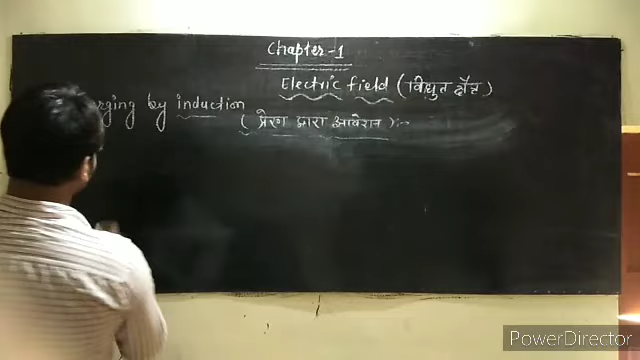 Chapter-1
Electric field (विद्युत क्षेत्र)
rging by induction
(प्रेरण द्वारा आवेशन):-
PowerDirector